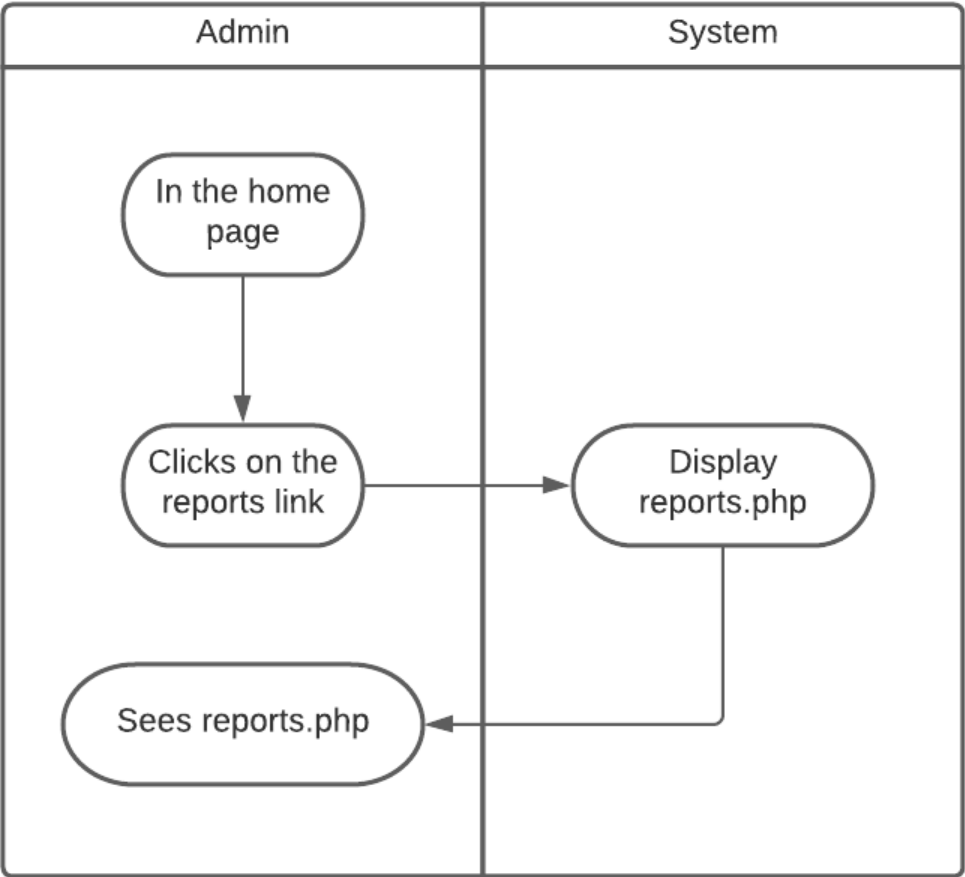 Admin
System
In the home
page
Clicks on the
reports link
Display
reports.php
Sees reports.php